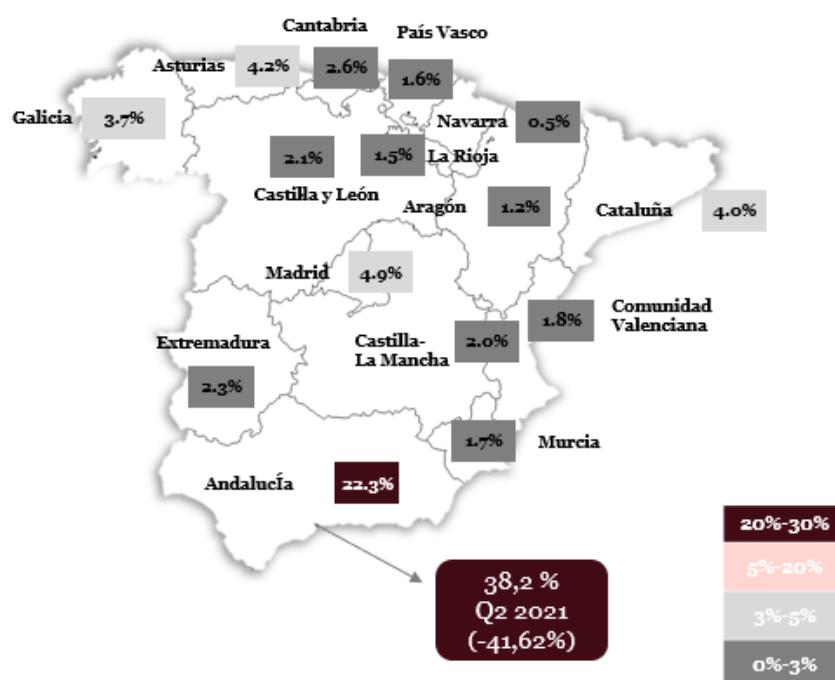 Cantabria
País Vasco
Asturias
4.2%
2.6%
1.6%
Galicia
3.7%
Navarra
0.5%
2.1%
1.5%
La Rioja
Castilla y León
Aragón
1.2%
Cataluña
4.0%
Madrid
4.9%
Comunidad
Valenciana
1.8%
Extremadura
2.3%
Castilla-
La Mancha
2.0%
1.7%
Murcia
AndalucÍa
22.3%
38,2 %
Q2 2021
(-41,62%)
20%-30%
5%-20%
3%-5%
0%-3%